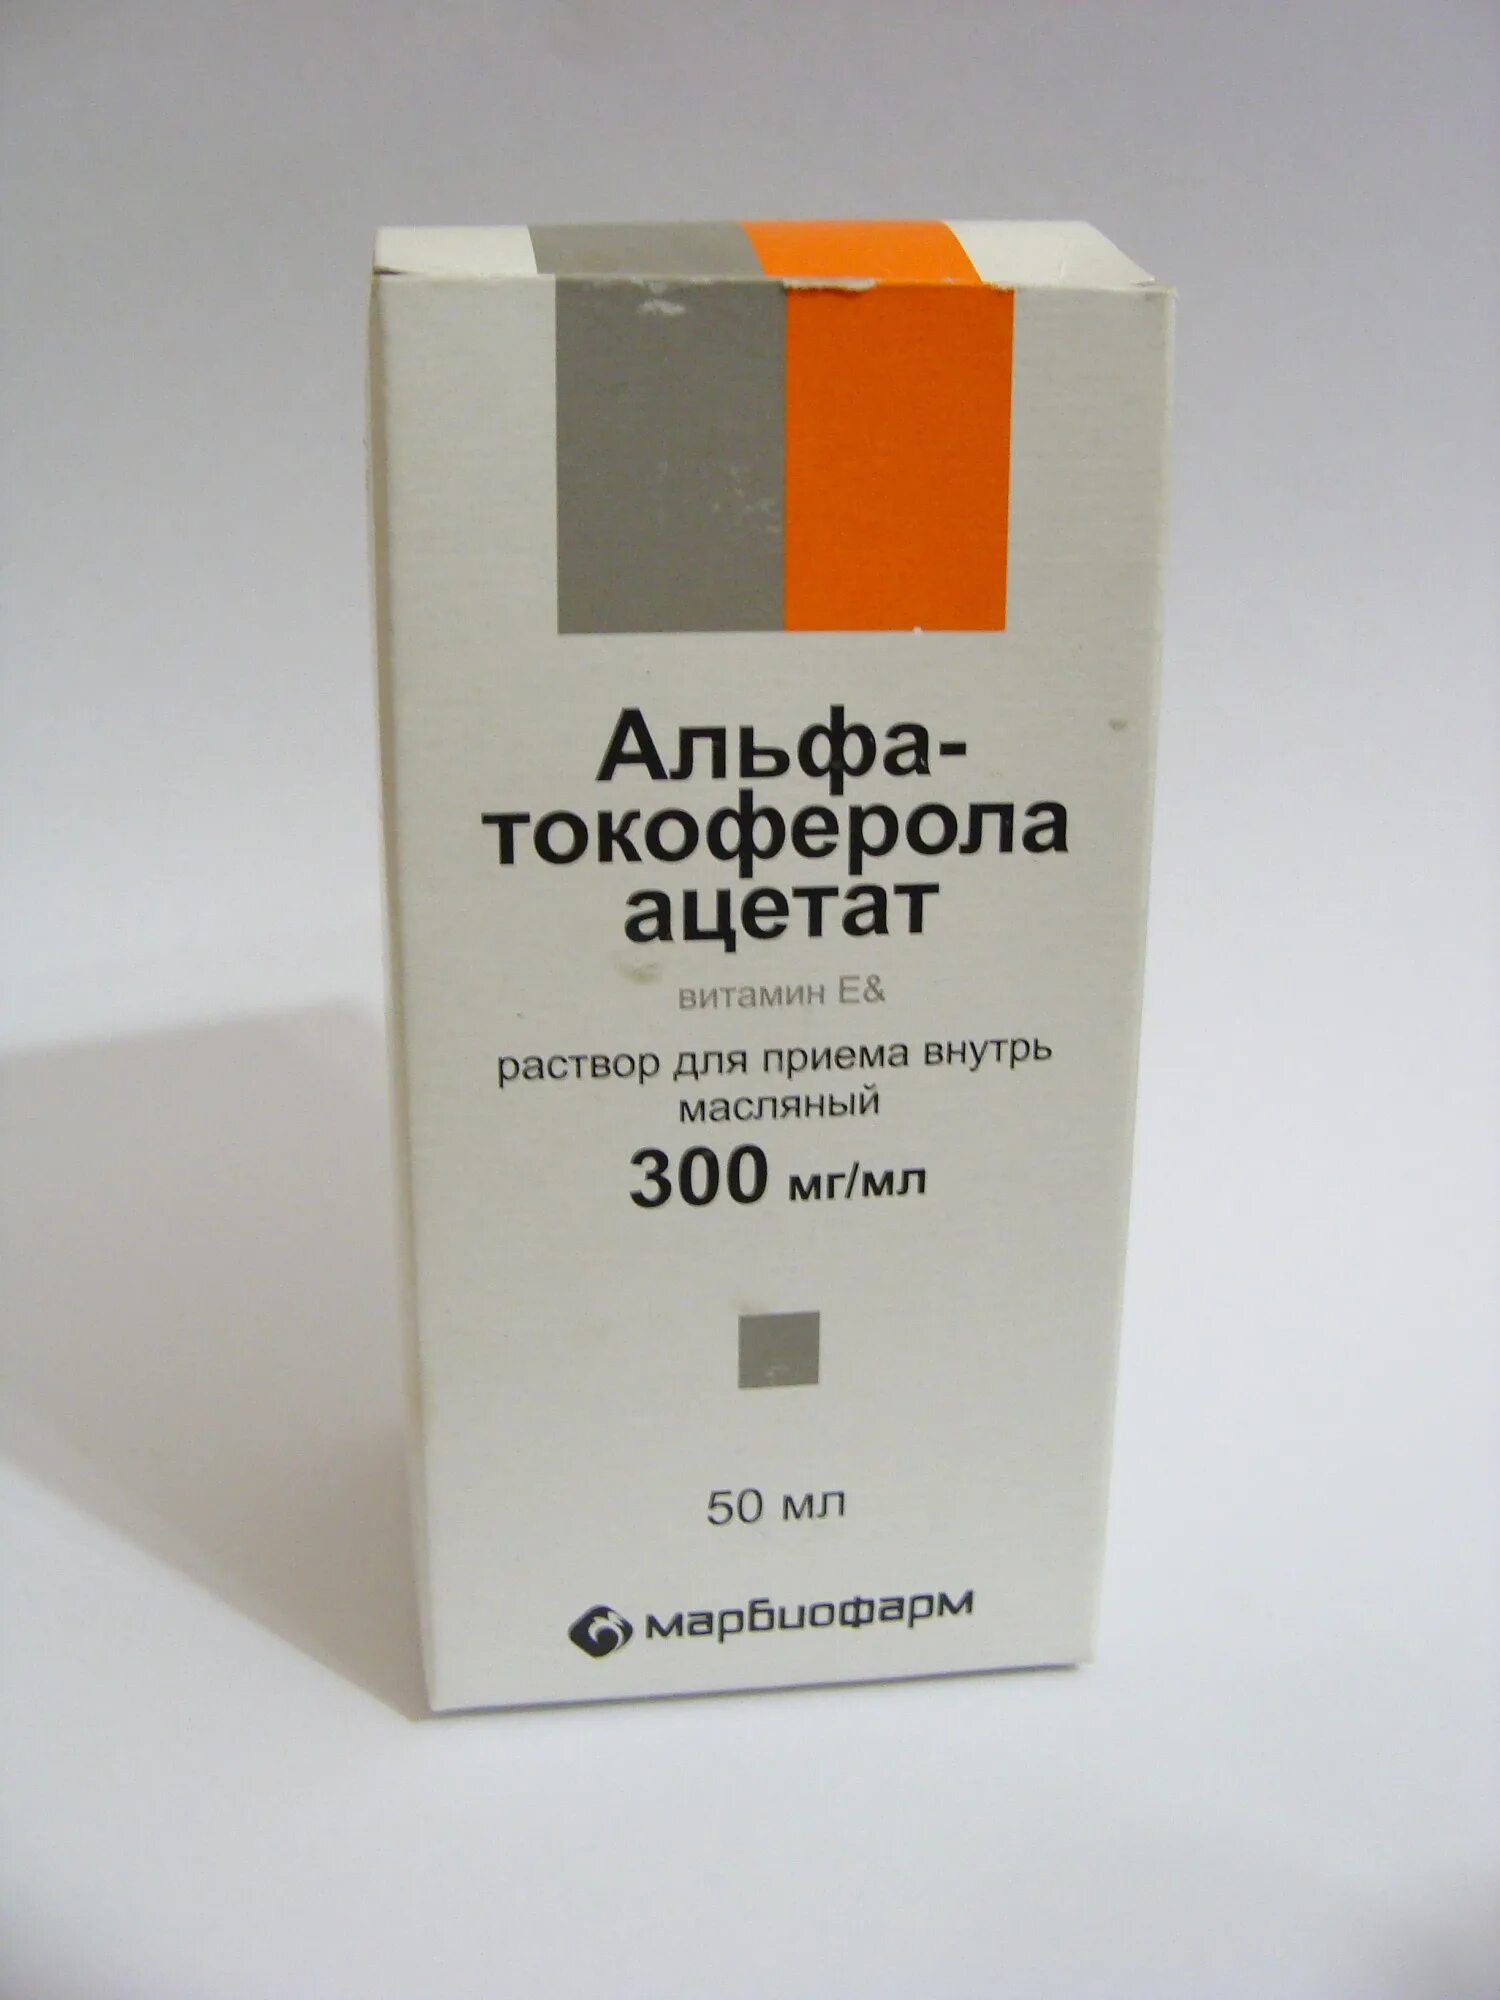 Альфа-
токоферола
ацетат
витамин Е&
раствор для приема внутрь
масляный
300 мг/мл
50 мл
марбиофарм